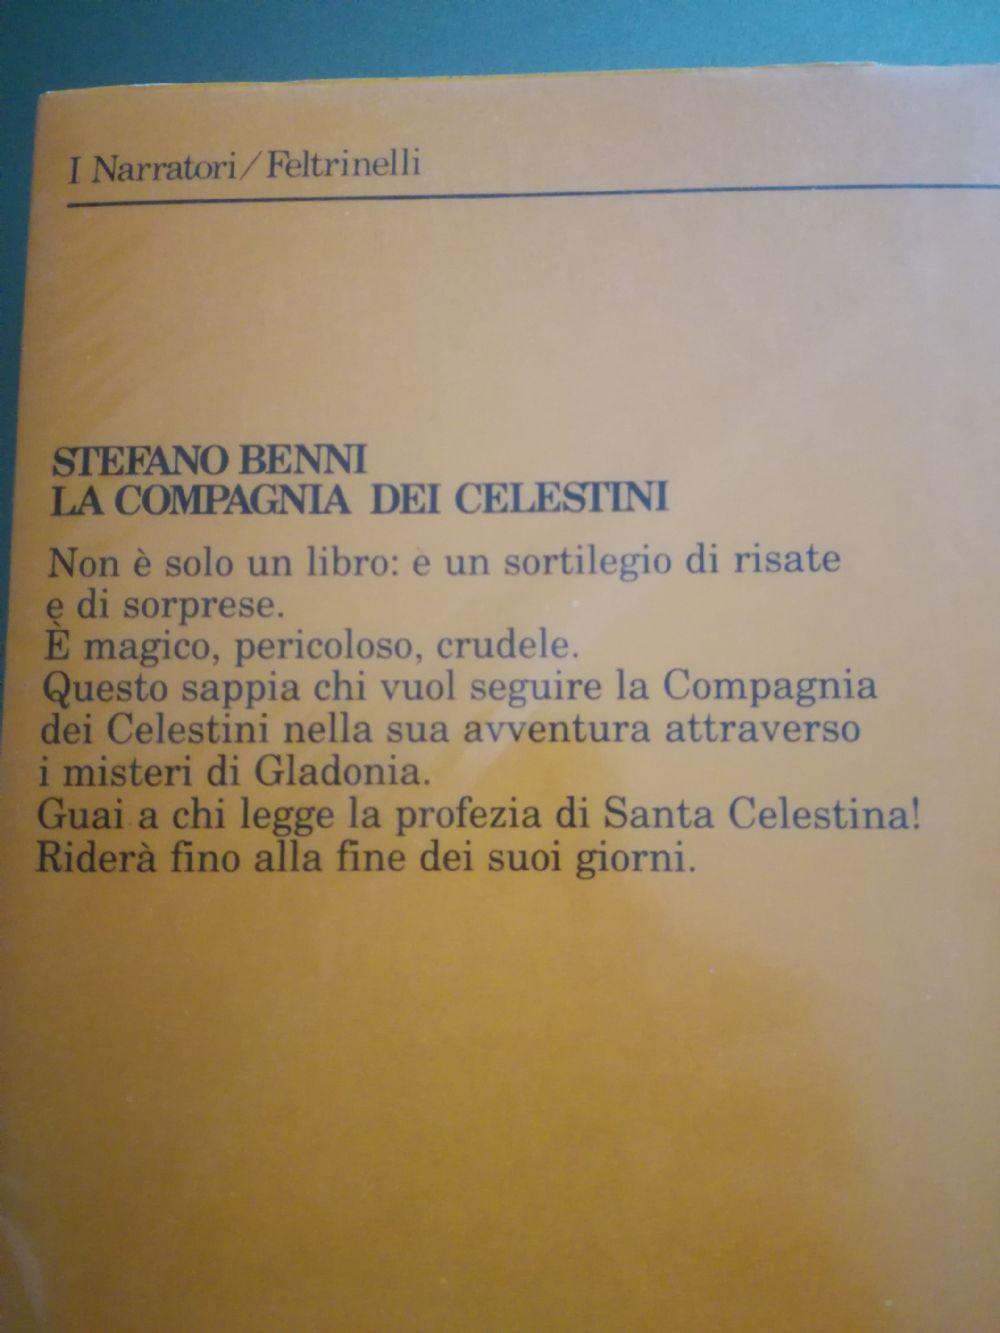 I Narratori/Feltrinelli
STEFANO BENNI
LA COMPAGNIA DEI CELESTINI
Non è solo un libro: è un sortilegio di risate
e di sorprese.
È magico, pericoloso, crudele.
Questo sappia chi vuol seguire la Compagnia
dei Celestini nella sua avventura attraverso
i misteri di Gladonia.
Guai a chi legge la profezia di Santa Celestina!
Riderà fino alla fine dei suoi giorni.